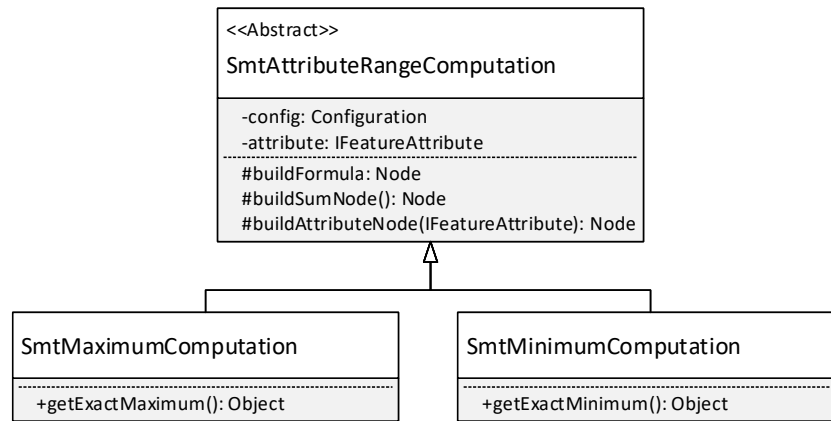 <<Abstract>>
SmtAttributeRangeComputation
-config: Configuration
-attribute: IFeatureAttribute
#buildFormula: Node
#buildSumNode(): Node
#buildAttributeNode(IFeatureAttribute): Node
SmtMaximumComputation
+getExactMaximum(): Object
SmtMinimumComputation
+getExactMinimum(): Object